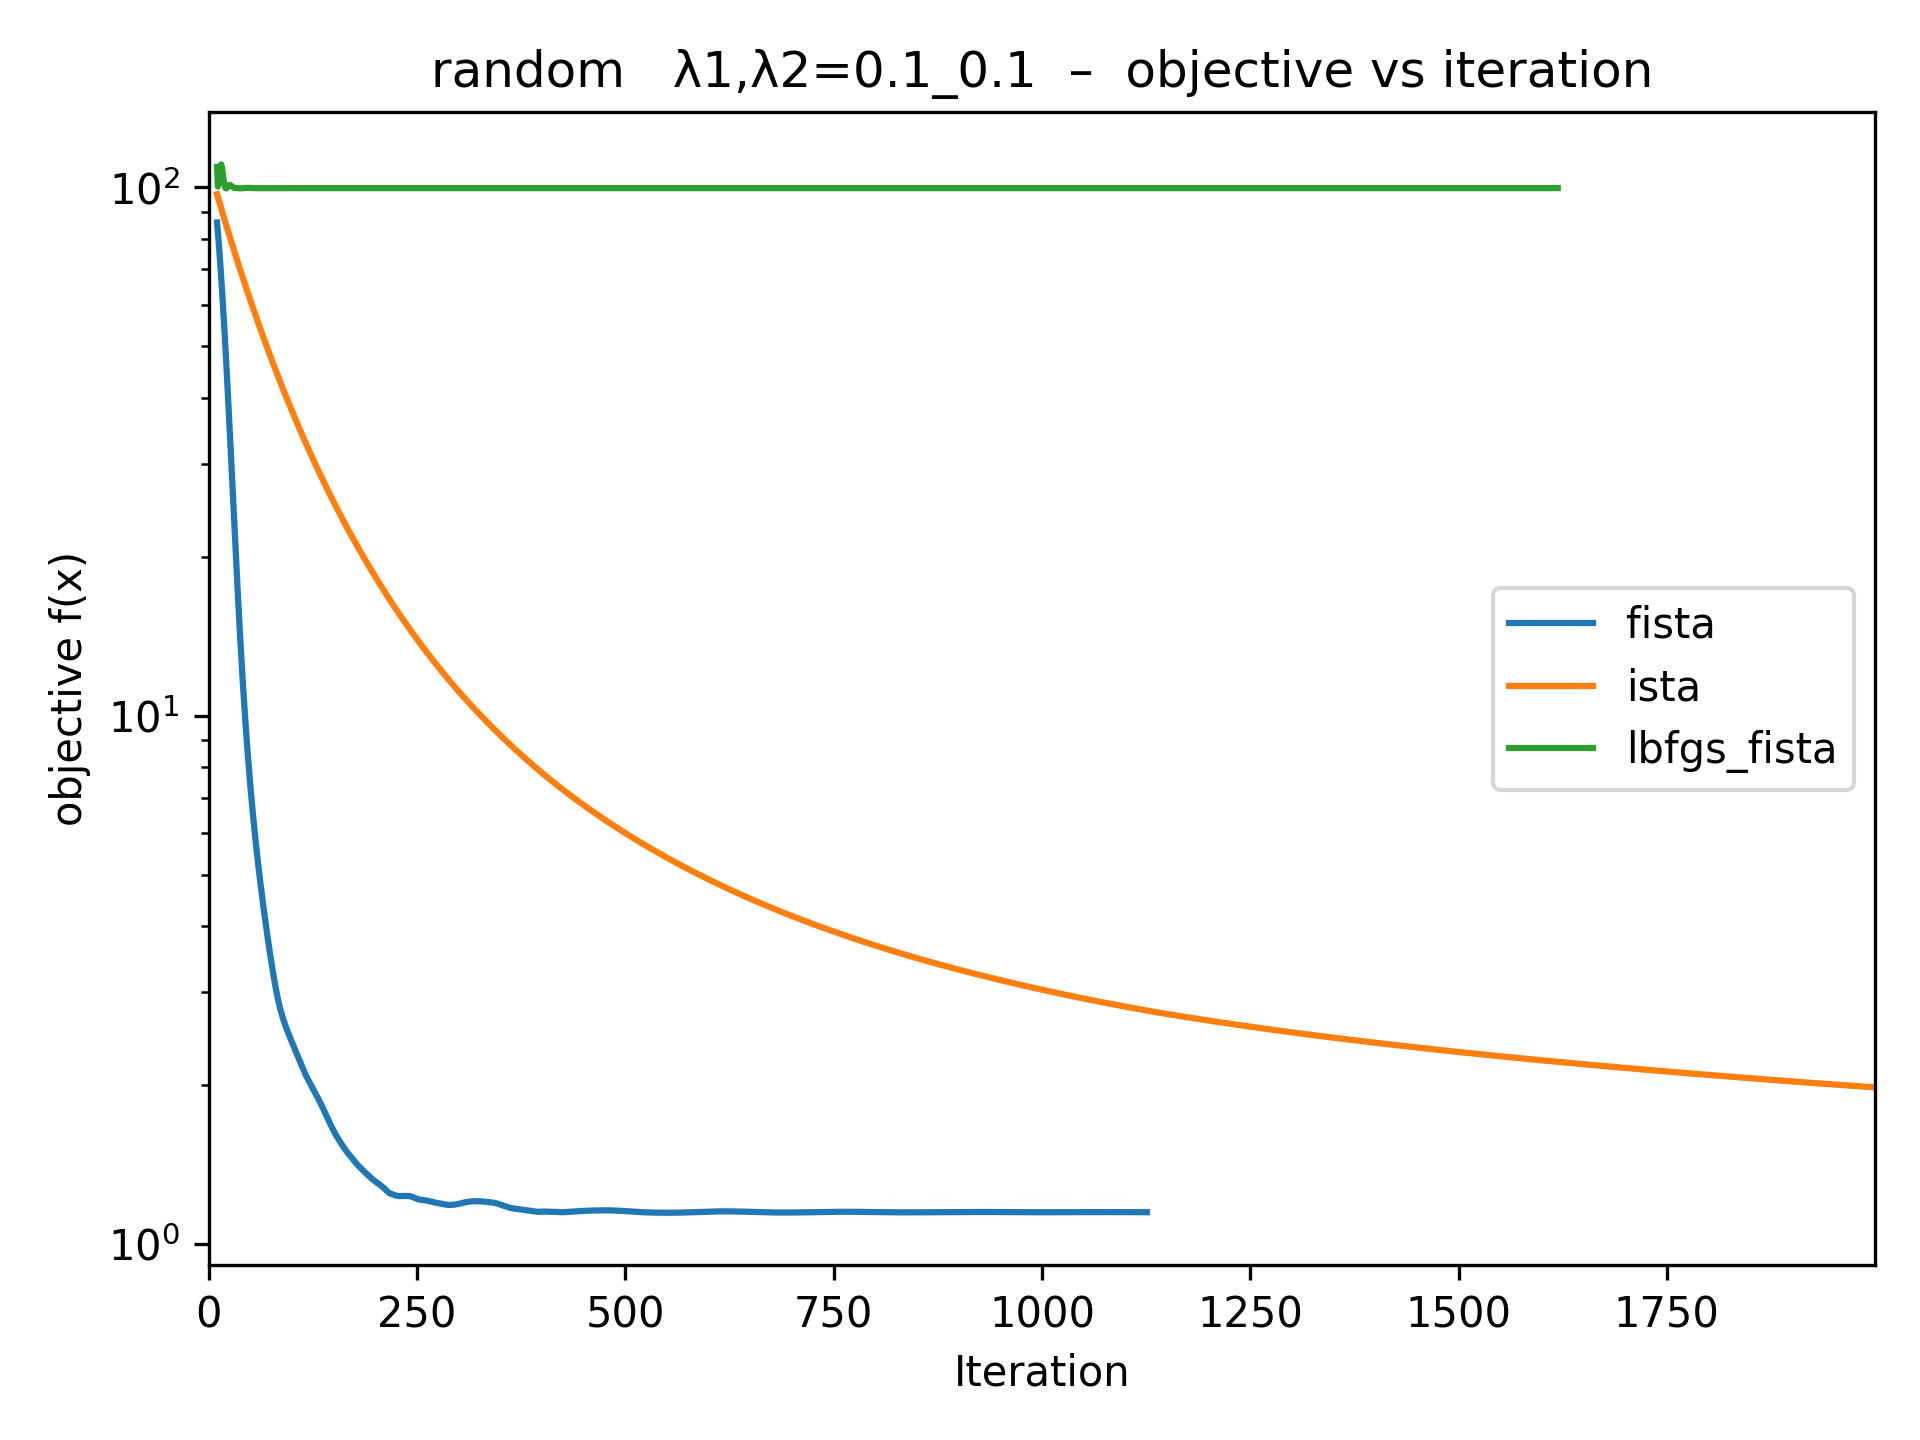 random λ1,λ2=0.1_0.1 – objective vs iteration
objective f(x)
10²
10¹
10⁰
fista
ista
lbfgs_fista
0 250 500 750 1000 1250 1500 1750
Iteration